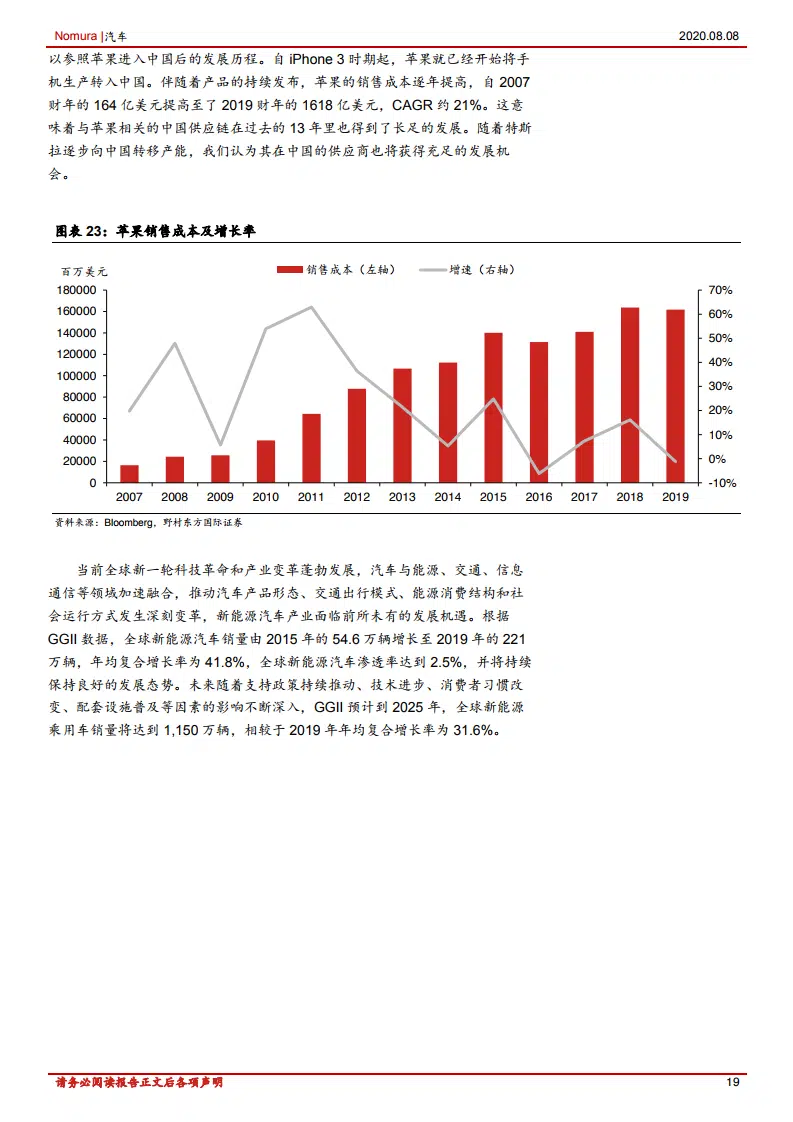 Nomura |汽车 2020.08.08
以参照苹果进入中国后的发展历程。自 iPhone 3 时期起，苹果就已经开始将手
机生产转入中国。伴随着产品的持续发布，苹果的销售成本逐年提高，自 2007
财年的 164 亿美元提高至了 2019 财年的 1618 亿美元，CAGR 约 21%。这意
味着与苹果相关的中国供应链在过去的 13 年里也得到了长足的发展。随着特斯
拉逐步向中国转移产能，我们认为其在中国的供应商也将获得充足的发展机
会。
图表 23：苹果销售成本及增长率
百万美元 销售成本（左轴） 增速（右轴）
180000 70%
160000 60%
140000 50%
120000 40%
100000 30%
80000 20%
60000 10%
40000 0%
20000 -10%
0
2007 2008 2009 2010 2011 2012 2013 2014 2015 2016 2017 2018 2019
资料来源：Bloomberg，野村东方国际证券
当前全球新一轮科技革命和产业变革蓬勃发展，汽车与能源、交通、信息
通信等领域加速融合，推动汽车产品形态、交通出行模式、能源消费结构和社
会运行方式发生深刻变革，新能源汽车产业面临前所未有的发展机遇。根据
GGII 数据，全球新能源汽车销量由 2015 年的 54.6 万辆增长至 2019 年的 221
万辆，年均复合增长率为 41.8%，全球新能源汽车渗透率达到 2.5%，并将持续
保持良好的发展态势。未来随着支持政策持续推动、技术进步、消费者习惯改
变、配套设施普及等因素的影响不断深入，GGII 预计到 2025 年，全球新能源
乘用车销量将达到 1,150 万辆，相较于 2019 年年均复合增长率为 31.6%。
请务必阅读报告正文后各项声明 19